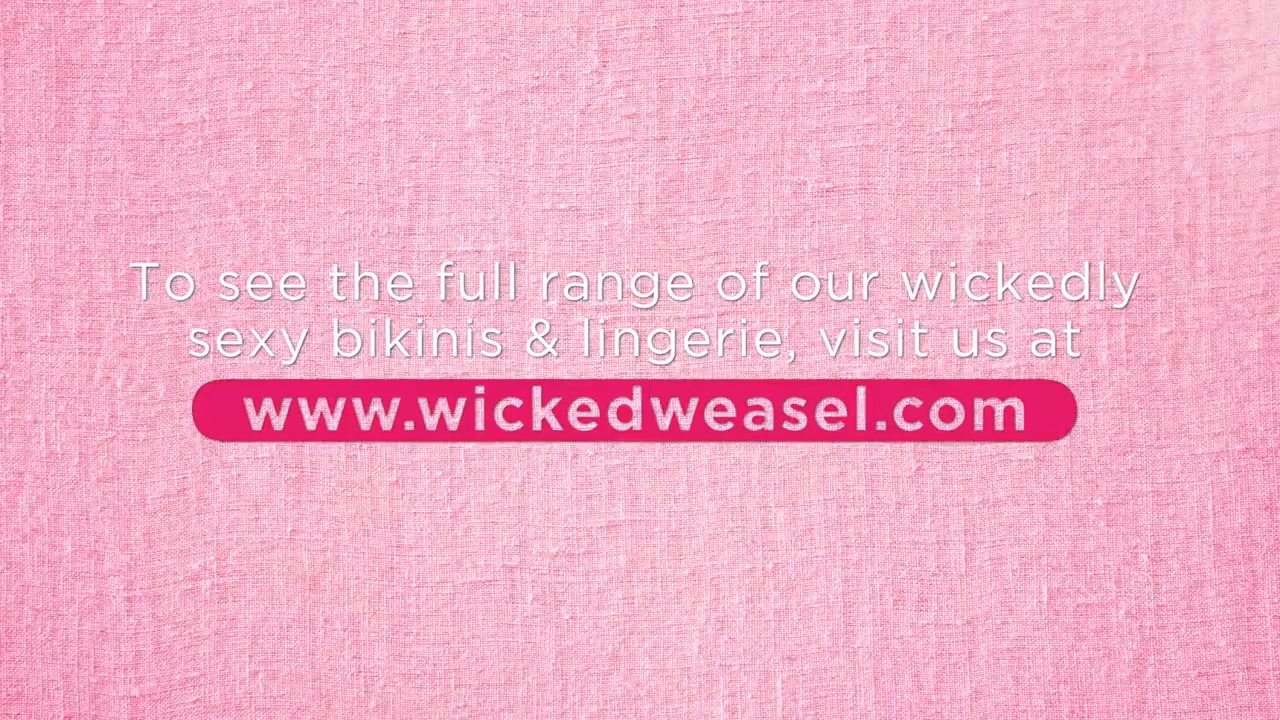 To see the full range of our wickedly
sexy bikinis & lingerie, visit us at
www.wickedweasel.com